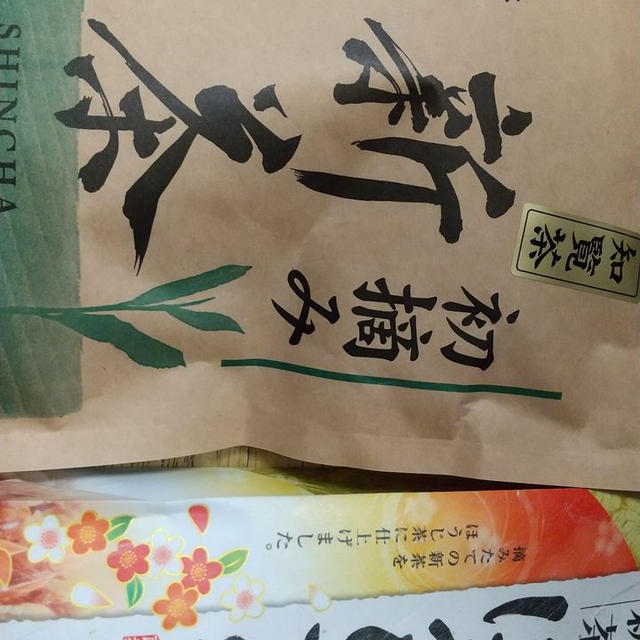 新茶
初摘み
知覧茶
SHINCHA
摘みたての新茶を
ほうじ茶に仕上げました。